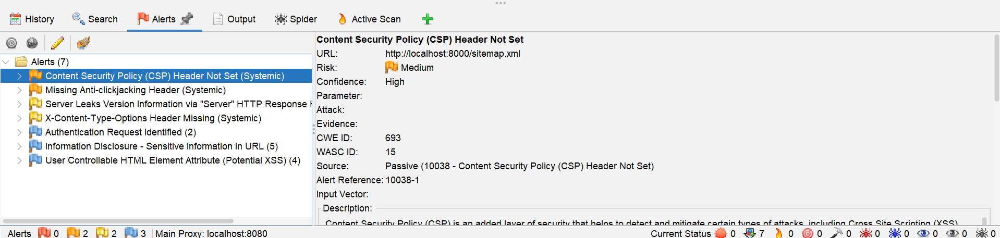 History Search Alerts Output Spider Active Scan
Alerts (7)
Content Security Policy (CSP) Header Not Set (Systemic)
Missing Anti-clickjacking Header (Systemic)
Server Leaks Version Information via "Server" HTTP Response
X-Content-Type-Options Header Missing (Systemic)
Authentication Request Identified (2)
Information Disclosure - Sensitive Information in URL (5)
User Controllable HTML Element Attribute (Potential XSS) (4)
Content Security Policy (CSP) Header Not Set
URL: http://localhost:8000/sitemap.xml
Risk: Medium
Confidence: High
Parameter:
Attack:
Evidence:
CWE ID: 693
WASC ID: 15
Source: Passive (10038 - Content Security Policy (CSP) Header Not Set)
Alert Reference: 10038-1
Input Vector:
Description:
Content Security Policy (CSP) is an added layer of security that helps to detect and mitigate certain types of attacks, including Cross Site Scripting (XSS)
Alerts 0 2 2 3 Main Proxy: localhost:8080 Current Status 0 7 0 0 0 0 0 0 0 0